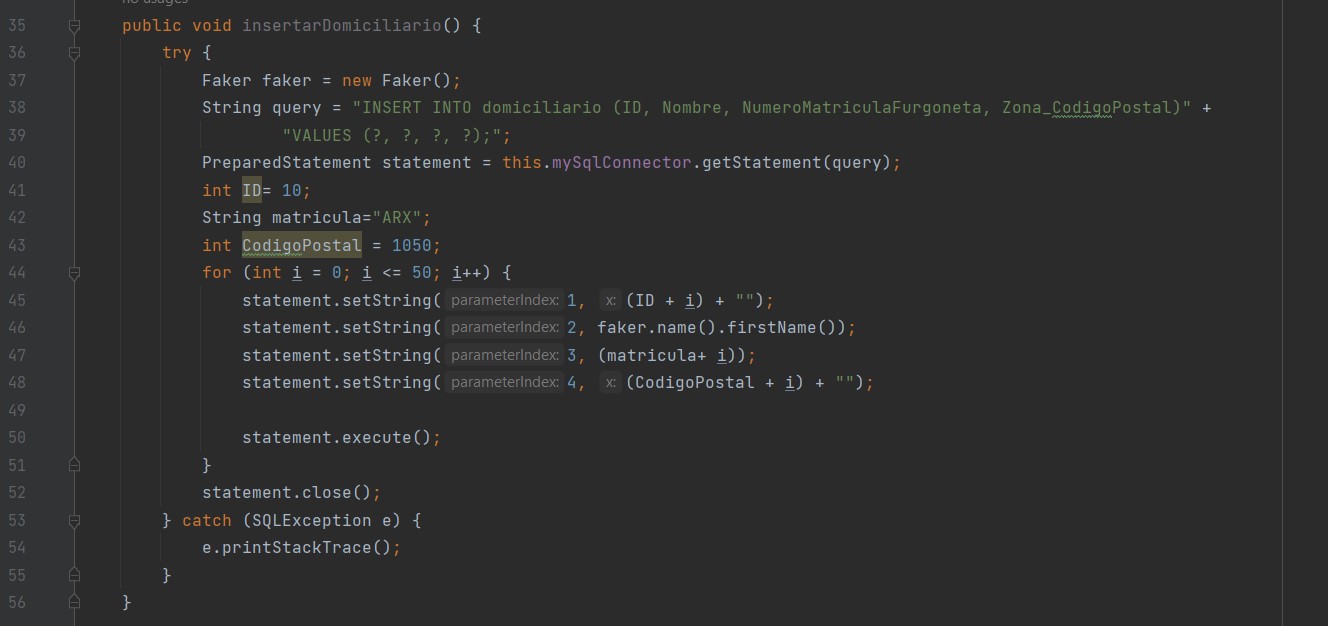 no usages
35 public void insertarDomiciliario() {
36 try {
37 Faker faker = new Faker();
38 String query = "INSERT INTO domiciliario (ID, Nombre, NumeroMatriculaFurgoneta, Zona_CodigoPostal)" +
39 "VALUES (?, ?, ?, ?);";
40 PreparedStatement statement = this.mySqlConnector.getStatement(query);
41 int ID= 10;
42 String matricula="ARX";
43 int CodigoPostal = 1050;
44 for (int i = 0; i <= 50; i++) {
45 statement.setString( parameterIndex: 1, x: (ID + i) + "");
46 statement.setString( parameterIndex: 2, faker.name().firstName());
47 statement.setString( parameterIndex: 3, (matricula+ i));
48 statement.setString( parameterIndex: 4, x: (CodigoPostal + i) + "");
49
50 statement.execute();
51 }
52 statement.close();
53 } catch (SQLException e) {
54 e.printStackTrace();
55 }
56 }